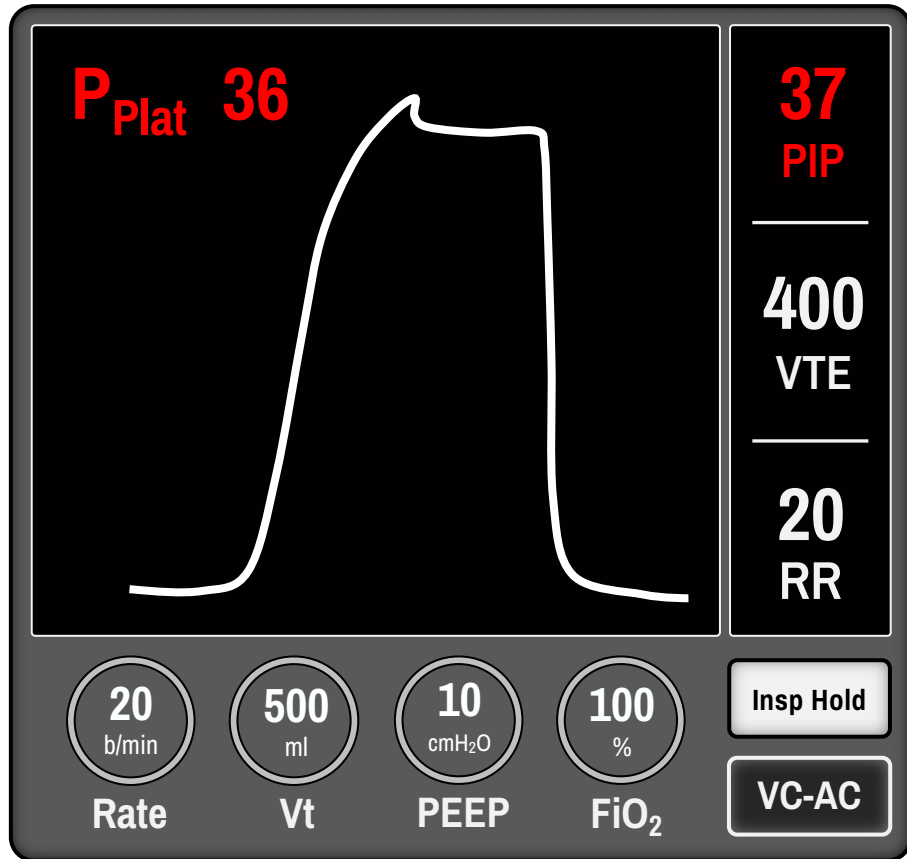 P_Plat 36
37
PIP
400
VTE
20
RR
20
b/min
Rate
500
ml
Vt
10
cmH₂O
PEEP
100
%
FiO₂
Insp Hold
VC-AC